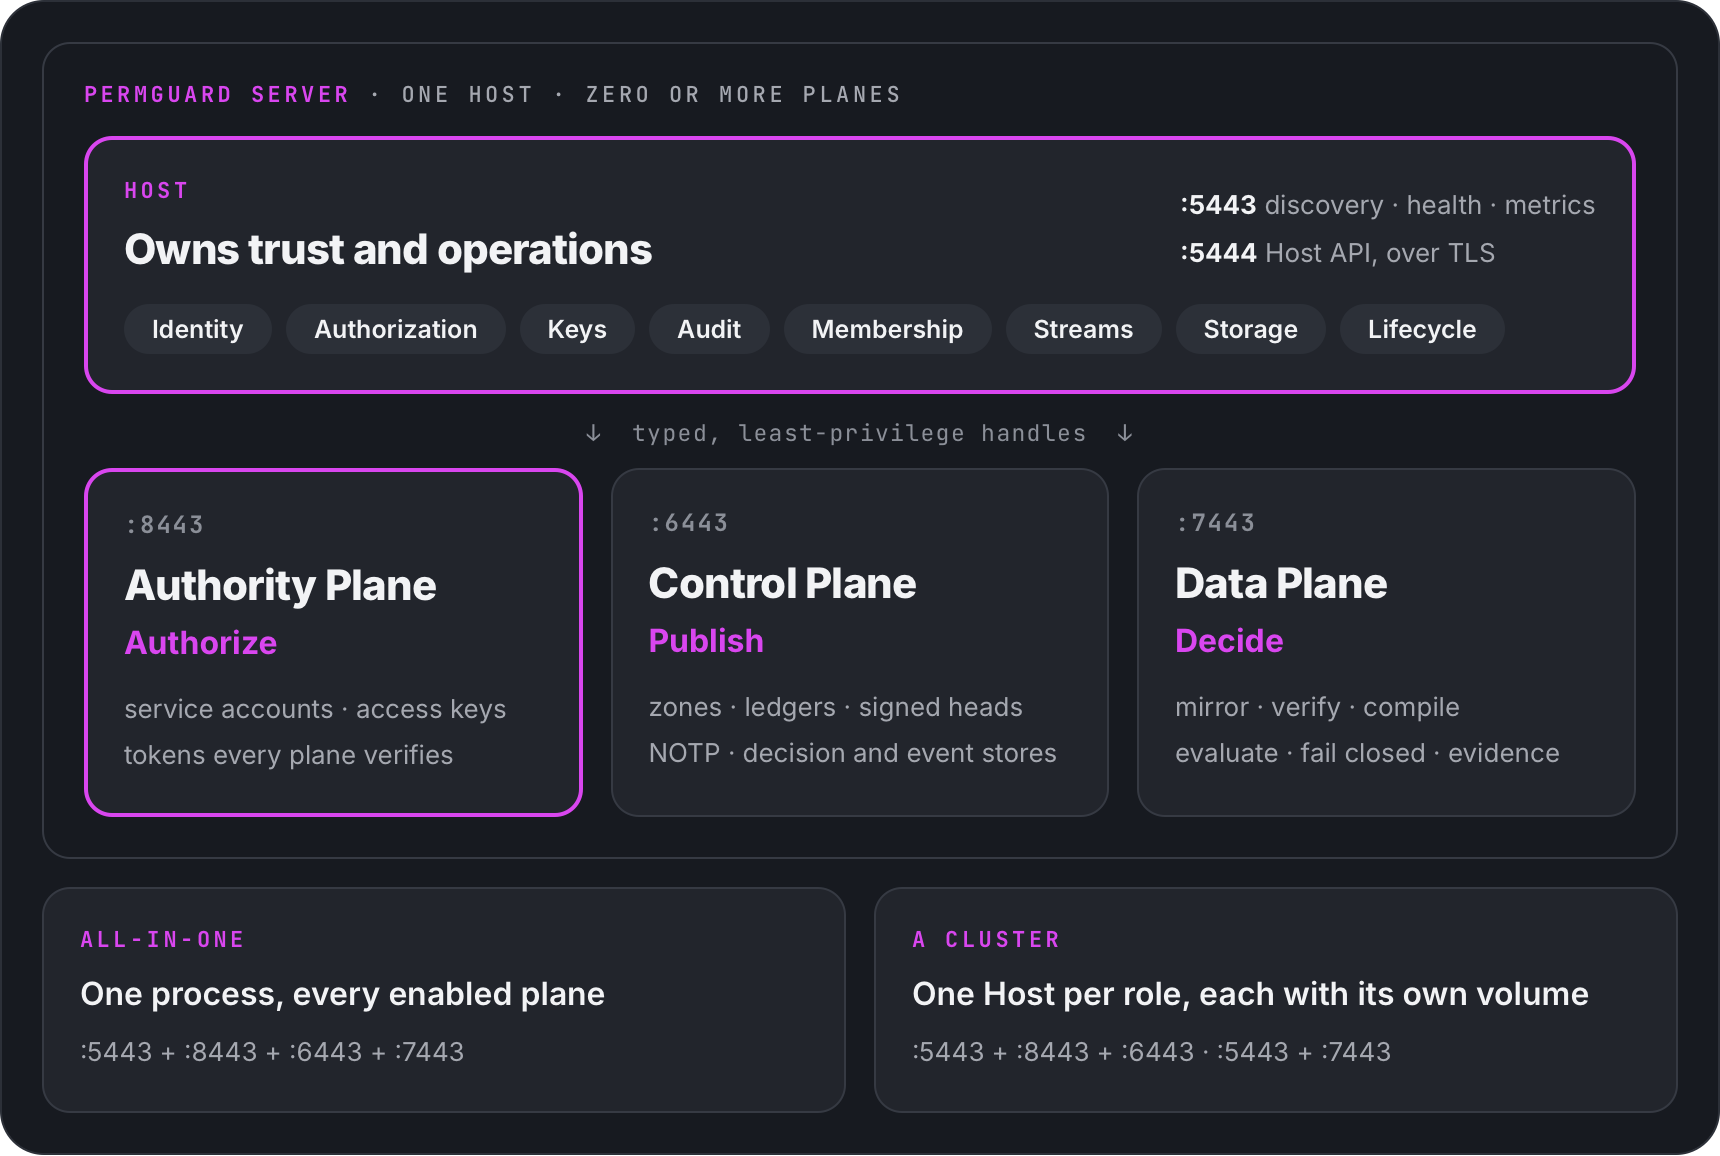 PERMGUARD SERVER · ONE HOST · ZERO OR MORE PLANES
HOST
Owns trust and operations
:5443 discovery · health · metrics
:5444 Host API, over TLS
Identity Authorization Keys Audit Membership Streams Storage Lifecycle
↓ typed, least-privilege handles ↓
:8443
Authority Plane
Authorize
service accounts · access keys
tokens every plane verifies
:6443
Control Plane
Publish
zones · ledgers · signed heads
NOTP · decision and event stores
:7443
Data Plane
Decide
mirror · verify · compile
evaluate · fail closed · evidence
ALL-IN-ONE
One process, every enabled plane
:5443 + :8443 + :6443 + :7443
A CLUSTER
One Host per role, each with its own volume
:5443 + :8443 + :6443 · :5443 + :7443